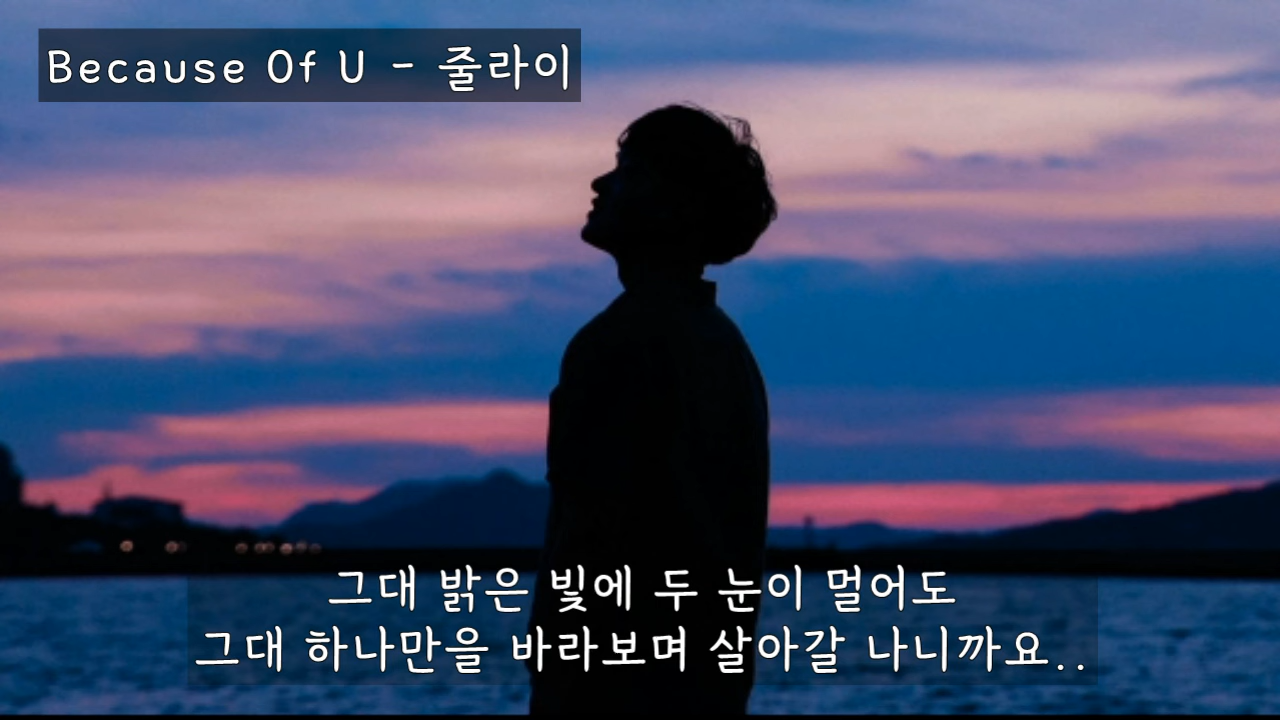 Because Of U - 줄라이
그대 밝은 빛에 두 눈이 멀어도
그대 하나만을 바라보며 살아갈 나니까요..